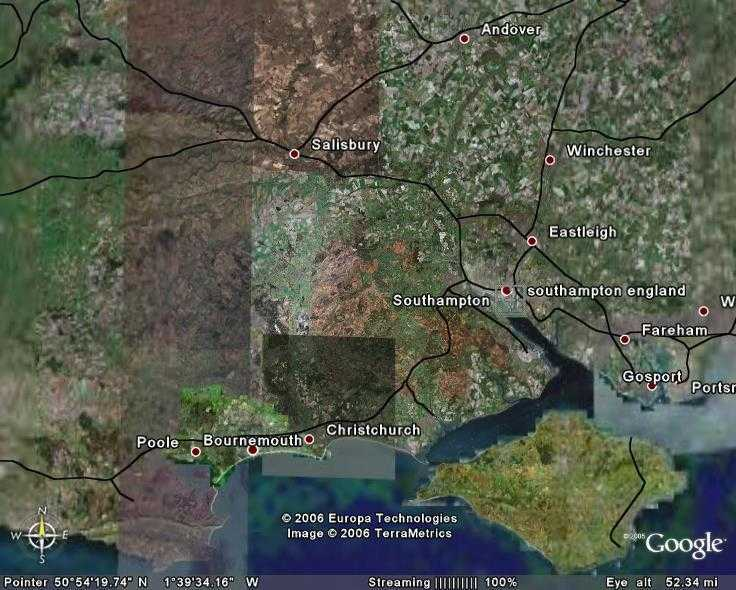 Andover
Salisbury
Winchester
Eastleigh
southampton england
Southampton
W
Fareham
Gosport
Portsm
Christchurch
Poole
Bournemouth
© 2006 Europa Technologies
Image © 2006 TerraMetrics
N
W E
S
Google
Pointer 50°54'19.74" N 1°39'34.16" W Streaming |||||||||| 100% Eye alt 52.34 mi